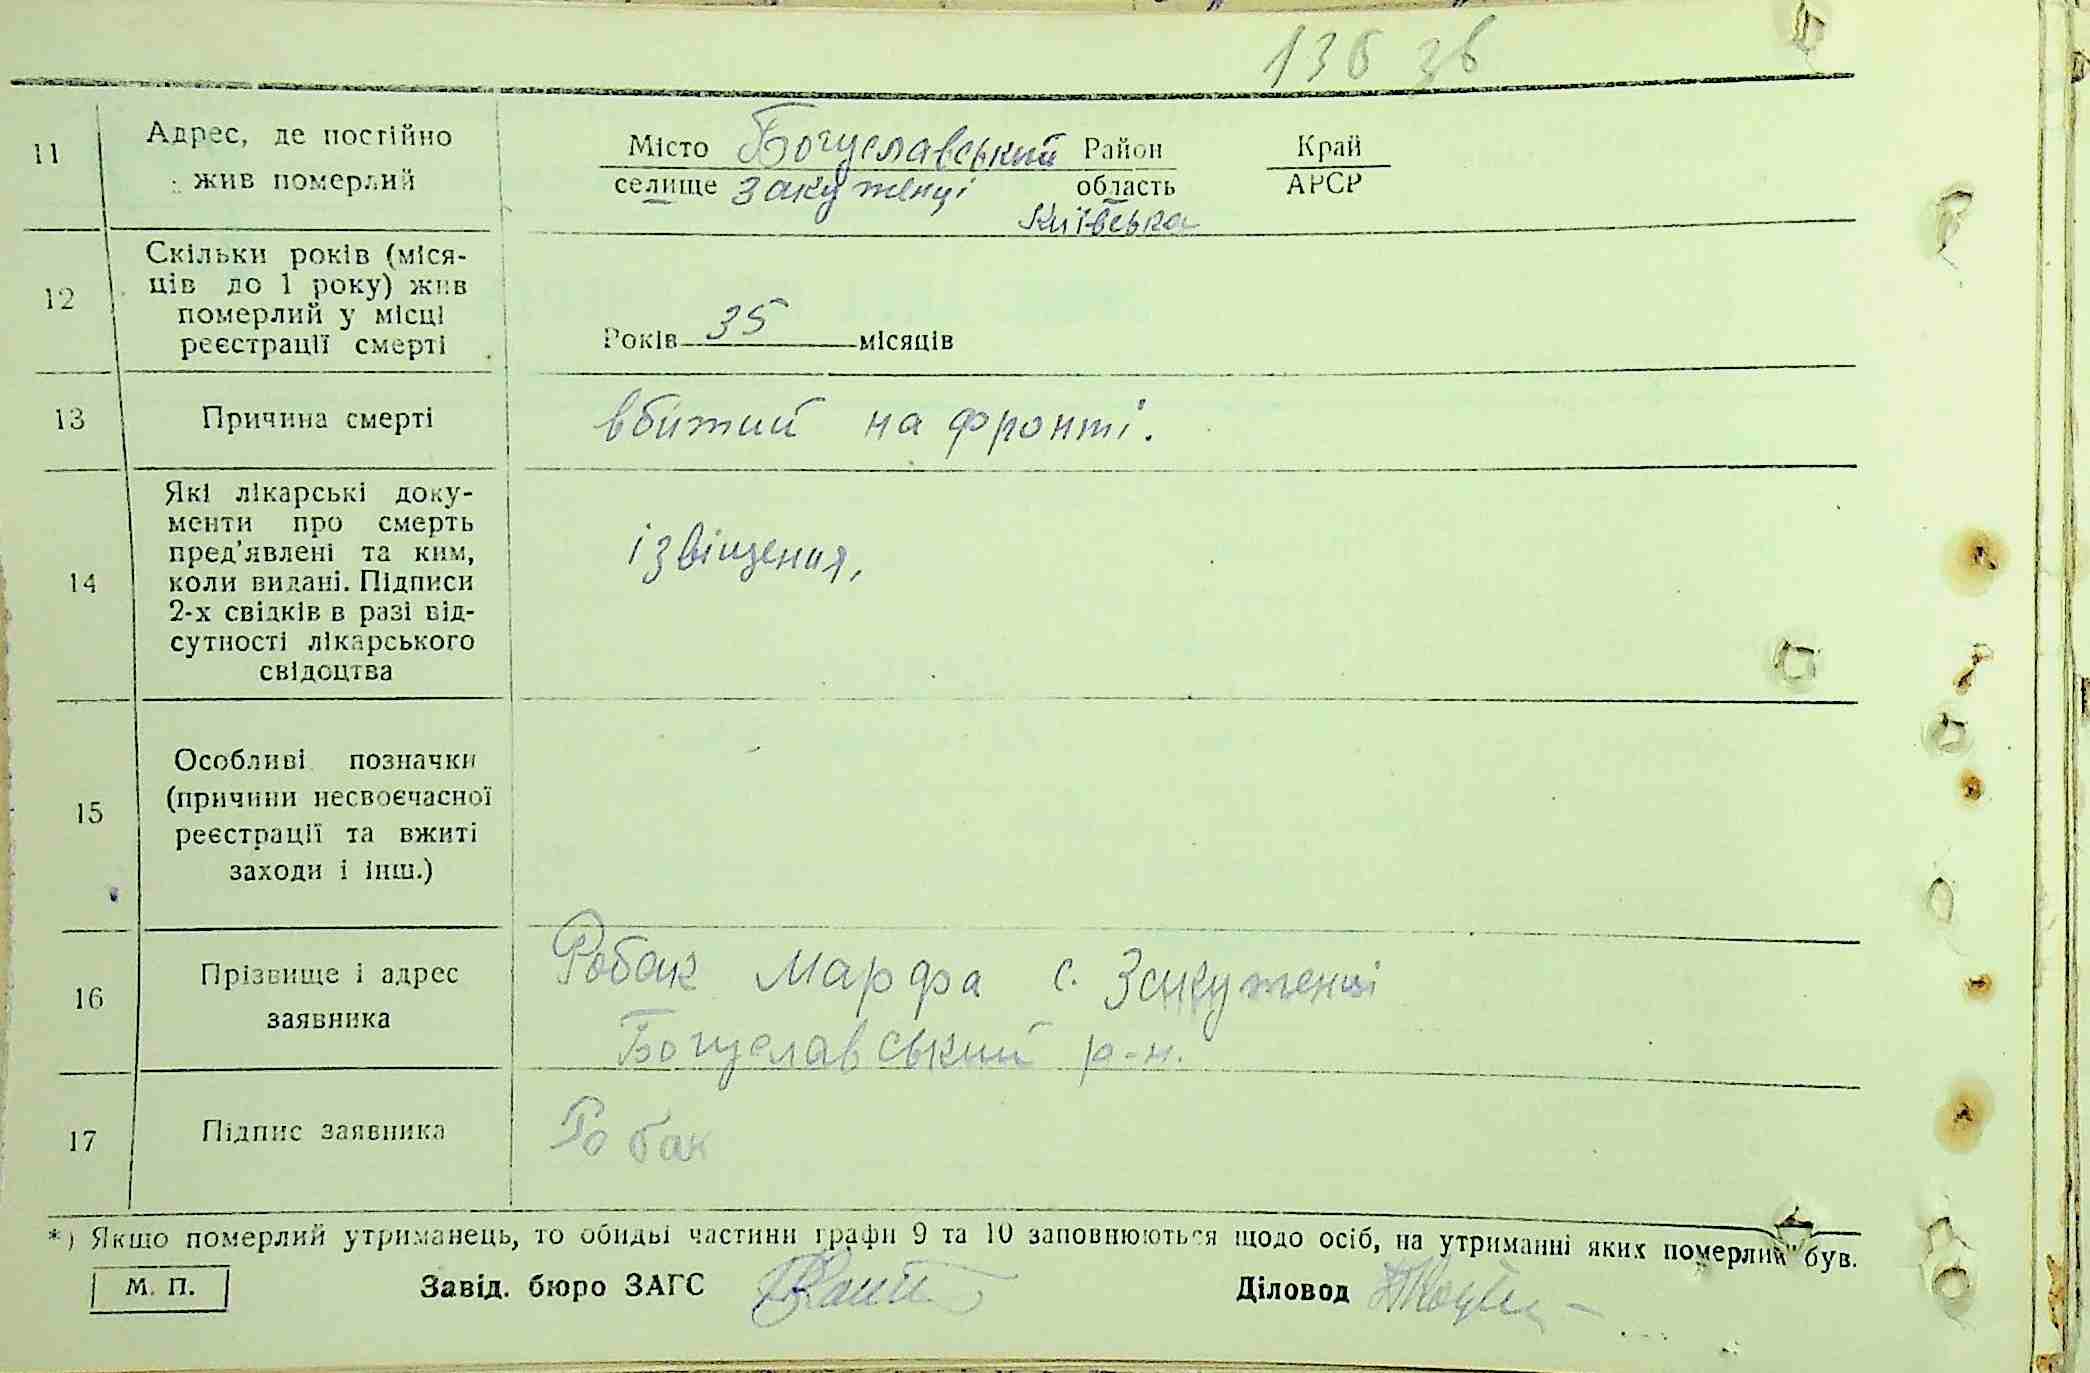 136 зв
11
Адрес, де постійно
жив померлий
Місто Богуславський Район Край
селище Закутенці область АРСР
Київська
12
Скільки років (міся-
ців до 1 року) жив
померлий у місці
реєстрації смерті
Років 35 місяців
13
Причина смерті
вбитий на фронті.
14
Які лікарські доку-
менти про смерть
пред'явлені та ким,
коли видані. Підписи
2-х свідків в разі від-
сутності лікарського
свідоцтва
ізвіщения,
15
Особливі позначки
(причини несвоєчасної
реєстрації та вжиті
заходи і інш.)
16
Прізвище і адрес
заявника
Робак Марфа с. Закутенці
Богуславський р-н.
17
Підпис заявника
Робак
*) Якщо померлий утриманець, то обидві частини графи 9 та 10 заповнюються щодо осіб, на утриманні яких померлий був.
М. П.
Завід. бюро ЗАГС
Діловод